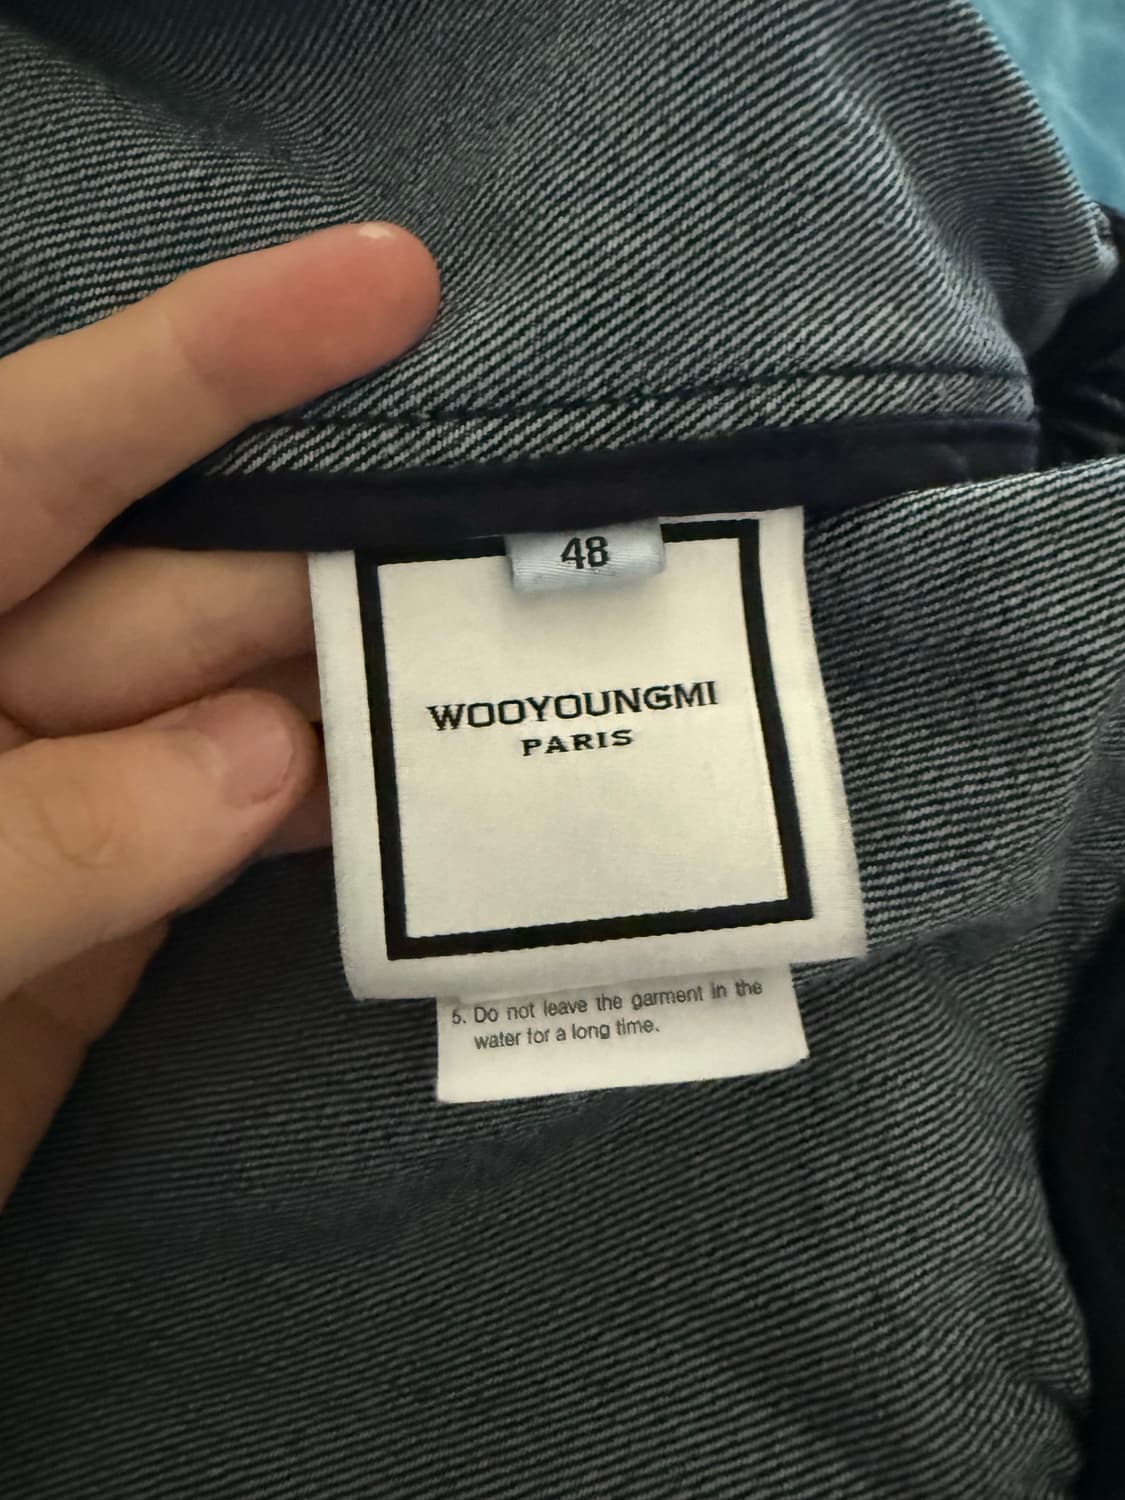 48
WOOYOUNGMI
PARIS
5. Do not leave the garment in the
water for a long time.